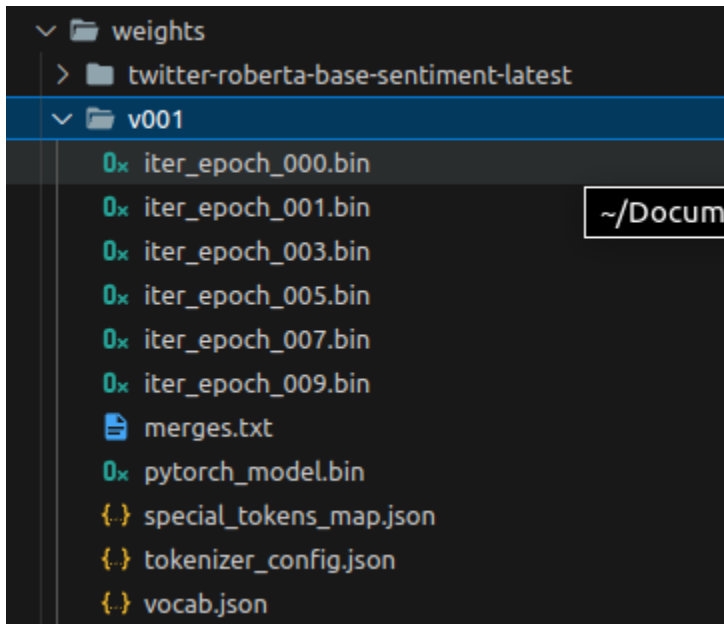 weights
twitter-roberta-base-sentiment-latest
v001
iter_epoch_000.bin
iter_epoch_001.bin
~/Docum
iter_epoch_003.bin
iter_epoch_005.bin
iter_epoch_007.bin
iter_epoch_009.bin
merges.txt
pytorch_model.bin
special_tokens_map.json
tokenizer_config.json
vocab.json